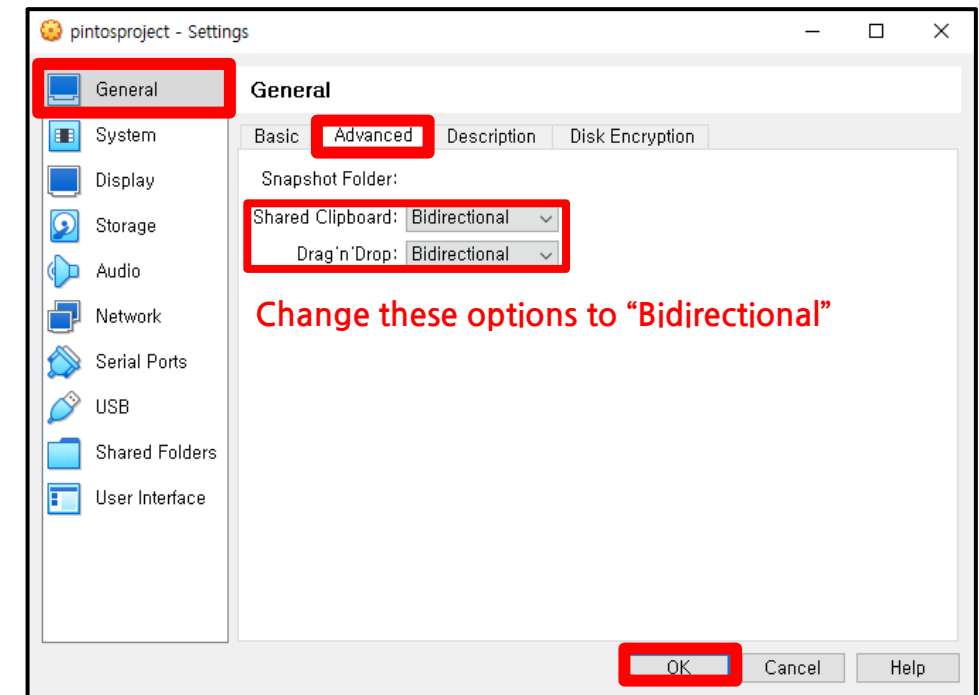 pintosproject - Settings
General
System
Display
Storage
Audio
Network
Serial Ports
USB
Shared Folders
User Interface
General
Basic Advanced Description Disk Encryption
Snapshot Folder:
Shared Clipboard: Bidirectional
Drag'n'Drop: Bidirectional
Change these options to “Bidirectional”
OK Cancel Help